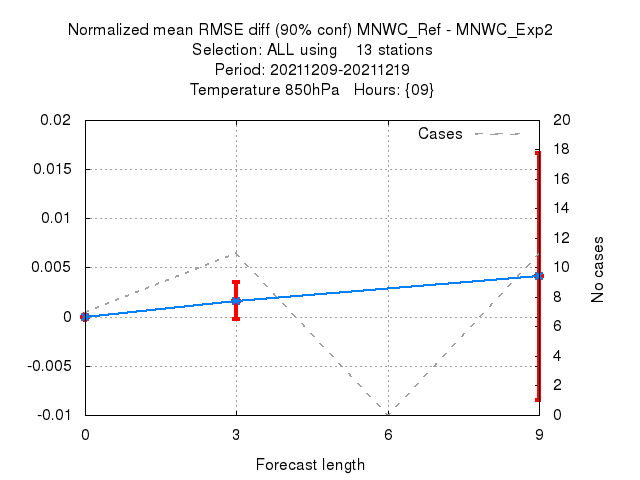 Normalized mean RMSE diff (90% conf) MNWC_Ref - MNWC_Exp2
Selection: ALL using    13 stations
Period: 20211209-20211219
Temperature 850hPa   Hours: {09}
Cases
0.02
0.015
0.01
0.005
0
-0.005
-0.01
20
18
16
14
12
10
8
6
4
2
0
No cases
0 3 6 9
Forecast length